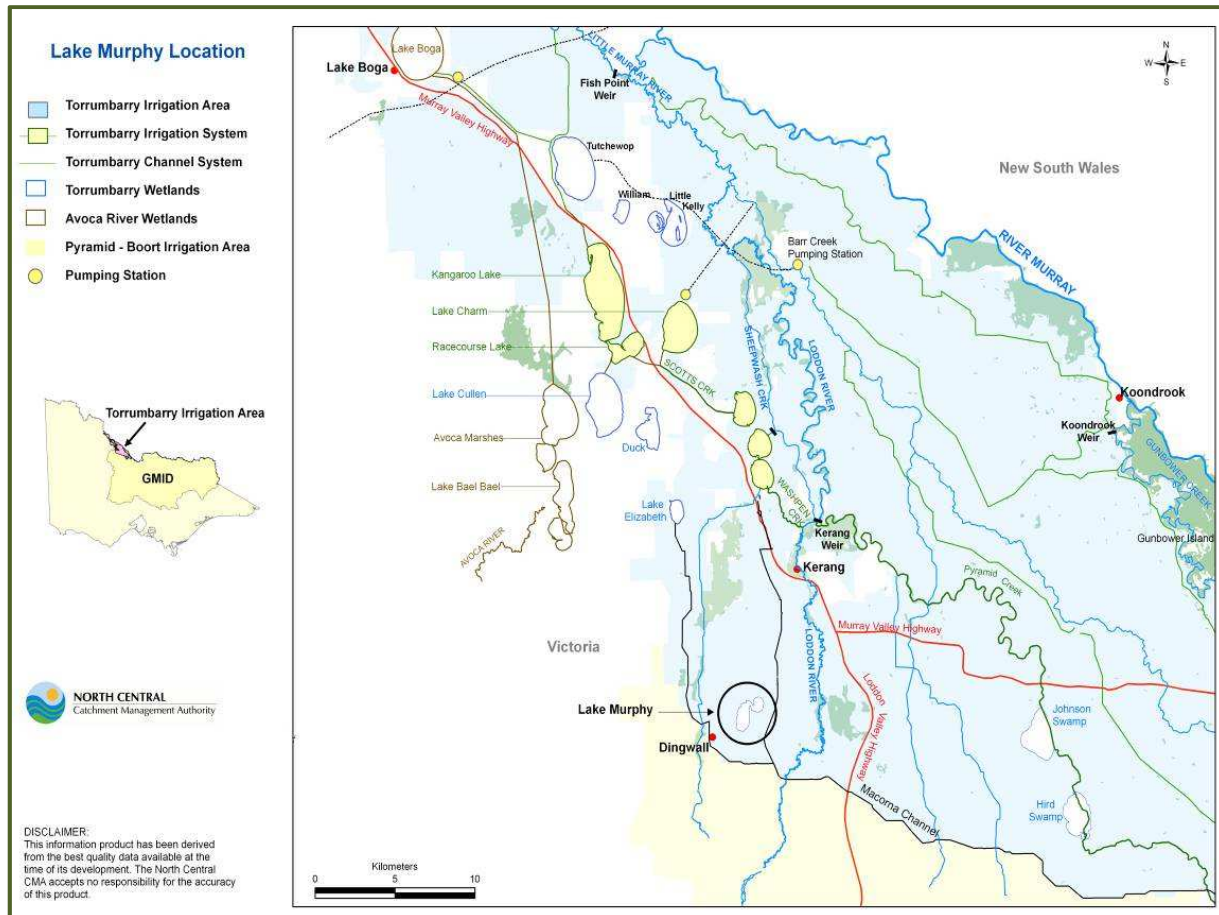 Lake Murphy Location
Torrumbarry Irrigation Area
Torrumbarry Irrigation System
Torrumbarry Channel System
Torrumbarry Wetlands
Avoca River Wetlands
Pyramid - Boort Irrigation Area
Pumping Station
Torrumbarry Irrigation Area
GMID
NORTH CENTRAL
Catchment Management Authority
DISCLAIMER:
This information product has been derived
from the best quality data available at the
time of its development. The North Central
CMA accepts no responsibility for the accuracy
of this product.
Lake Boga
Lake Boga
LITTLE MURRAY RIVER
Fish Point
Weir
N
W E
S
Murray Valley Highway
Tutchewop
New South Wales
William
Little
Kelly
RIVER MURRAY
Barr Creek
Pumping Station
Kangaroo Lake
Lake Charm
Racecourse Lake
SHEEPWASH CRK
LODDON RIVER
SCOTTS CRK
Lake Cullen
Koondrook
Koondrook
Weir
Avoca Marshes
Duck
GUNBOWER CREEK
Lake Bael Bael
WASHPEN CRK
Lake
Elizabeth
AVOCA RIVER
Kerang
Weir
Gunbower Island
Kerang
Pyramid Creek
Murray Valley Highway
Victoria
LODDON RIVER
Loddon Valley Highway
Lake Murphy
Johnson
Swamp
Dingwall
Macorna Channel
Hird
Swamp
Kilometers
0 5 10